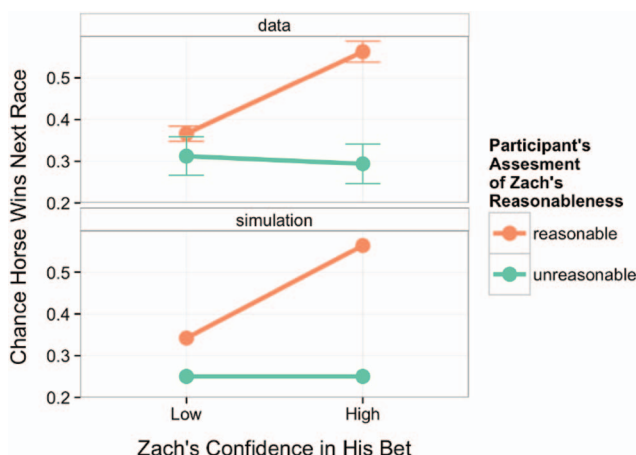 data
Chance Horse Wins Next Race
0.5
0.4
0.3
0.2
simulation
0.5
0.4
0.3
0.2
Low
High
Zach's Confidence in His Bet
Participant's
Assesment
of Zach's
Reasonableness
reasonable
unreasonable